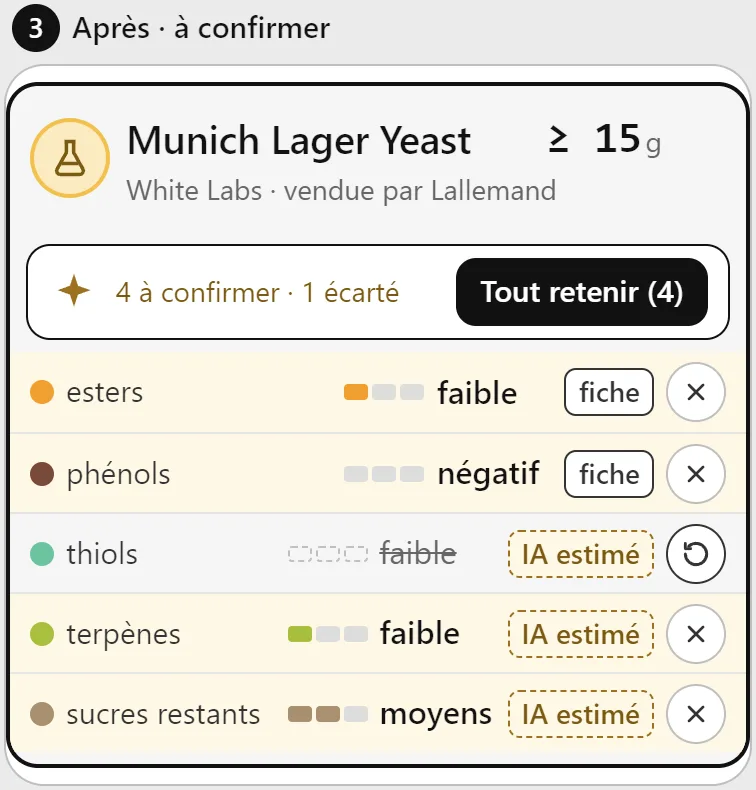 3 Après · à confirmer
Munich Lager Yeast ≥ 15 g
White Labs · vendue par Lallemand
4 à confirmer · 1 écarté Tout retenir (4)
esters faible fiche
phénols négatif fiche
thiols faible IA estimé
terpènes faible IA estimé
sucres restants moyens IA estimé